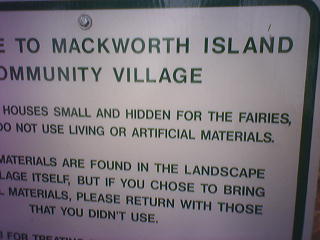 E TO MACKWORTH ISLAND
OMMUNITY VILLAGE
HOUSES SMALL AND HIDDEN FOR THE FAIRIES,
DO NOT USE LIVING OR ARTIFICIAL MATERIALS.
MATERIALS ARE FOUND IN THE LANDSCAPE
LAGE ITSELF, BUT IF YOU CHOSE TO BRING
L MATERIALS, PLEASE RETURN WITH THOSE
THAT YOU DIDN'T USE.
FOR TREATING